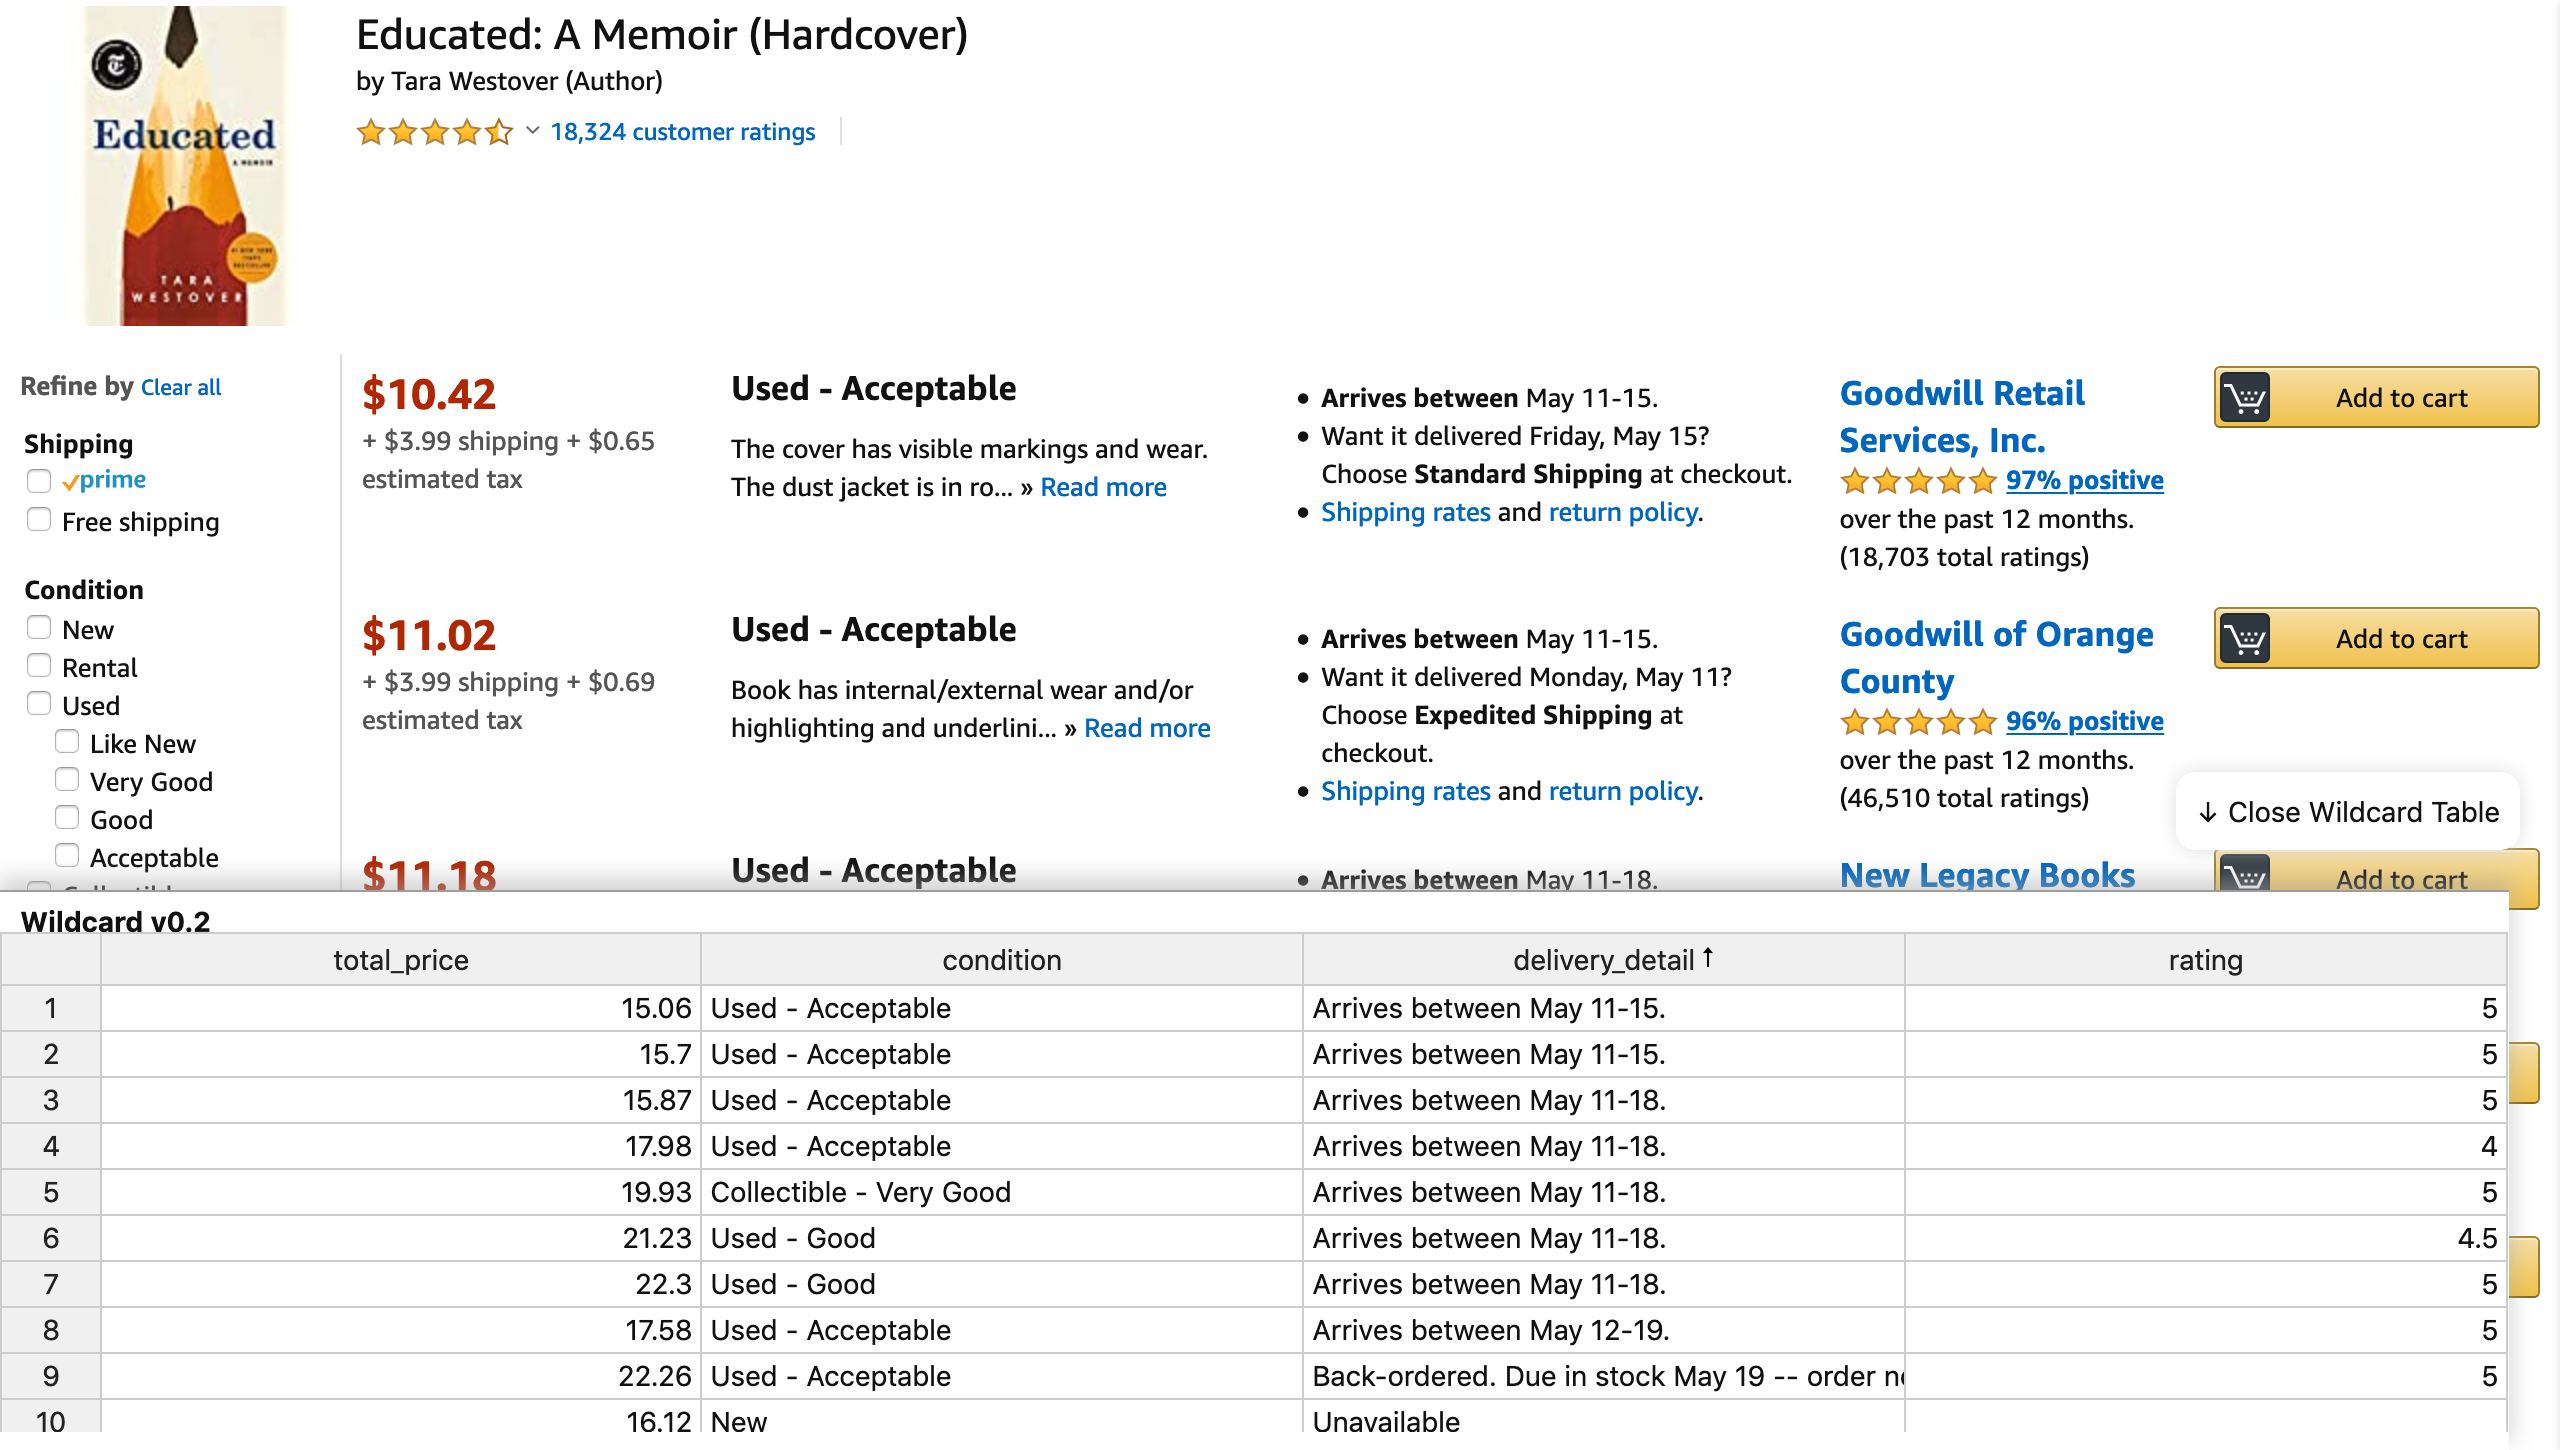 Educated: A Memoir (Hardcover)
by Tara Westover (Author)
18,324 customer ratings
Educated
A MEMOIR
TARA
WESTOVER
Refine by Clear all
Shipping
prime
Free shipping
Condition
New
Rental
Used
Like New
Very Good
Good
Acceptable
$10.42
+ $3.99 shipping + $0.65
estimated tax
Used - Acceptable
The cover has visible markings and wear.
The dust jacket is in ro... » Read more
• Arrives between May 11-15.
• Want it delivered Friday, May 15?
Choose Standard Shipping at checkout.
• Shipping rates and return policy.
Goodwill Retail
Services, Inc.
97% positive
over the past 12 months.
(18,703 total ratings)
Add to cart
$11.02
+ $3.99 shipping + $0.69
estimated tax
Used - Acceptable
Book has internal/external wear and/or
highlighting and underlini... » Read more
• Arrives between May 11-15.
• Want it delivered Monday, May 11?
Choose Expedited Shipping at
checkout.
• Shipping rates and return policy.
Goodwill of Orange
County
96% positive
over the past 12 months.
(46,510 total ratings)
Add to cart
↓ Close Wildcard Table
$11.18
Used - Acceptable
• Arrives between May 11-18.
New Legacy Books
Add to cart
Wildcard v0.2
total_price condition delivery_detail ↑ rating
1 15.06 Used - Acceptable Arrives between May 11-15. 5
2 15.7 Used - Acceptable Arrives between May 11-15. 5
3 15.87 Used - Acceptable Arrives between May 11-18. 5
4 17.98 Used - Acceptable Arrives between May 11-18. 4
5 19.93 Collectible - Very Good Arrives between May 11-18. 5
6 21.23 Used - Good Arrives between May 11-18. 4.5
7 22.3 Used - Good Arrives between May 11-18. 5
8 17.58 Used - Acceptable Arrives between May 12-19. 5
9 22.26 Used - Acceptable Back-ordered. Due in stock May 19 -- order 5
10 16.12 New Unavailable